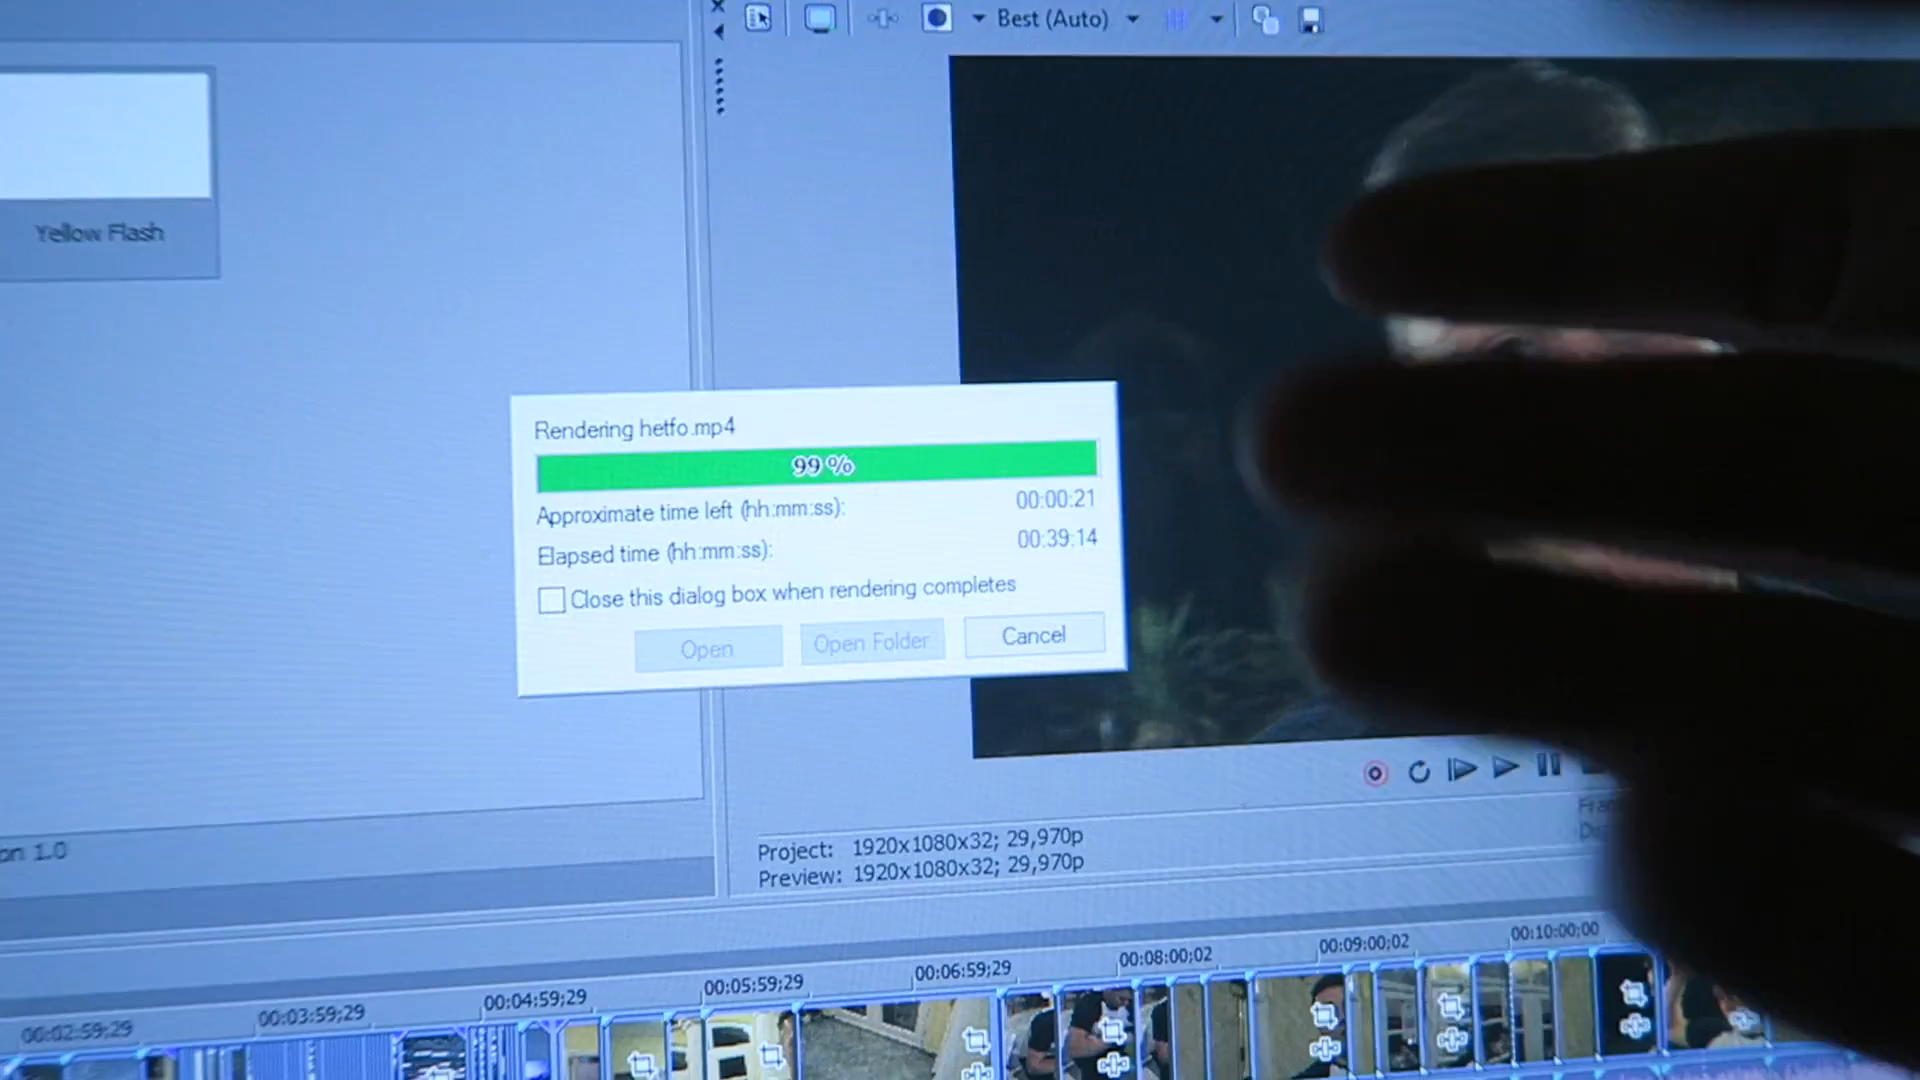 Best (Auto)
Yellow Flash
Rendering hetfo.mp4
99 %
Approximate time left (hh:mm:ss): 00:00:21
Elapsed time (hh:mm:ss): 00:39:14
Close this dialog box when rendering completes
Open Open Folder Cancel
on 1.0
Project: 1920x1080x32; 29,970p
Preview: 1920x1080x32; 29,970p
00:02:59;29 00:03:59;29 00:04:59;29 00:05:59;29 00:06:59;29 00:08:00;02 00:09:00;02 00:10:00;00